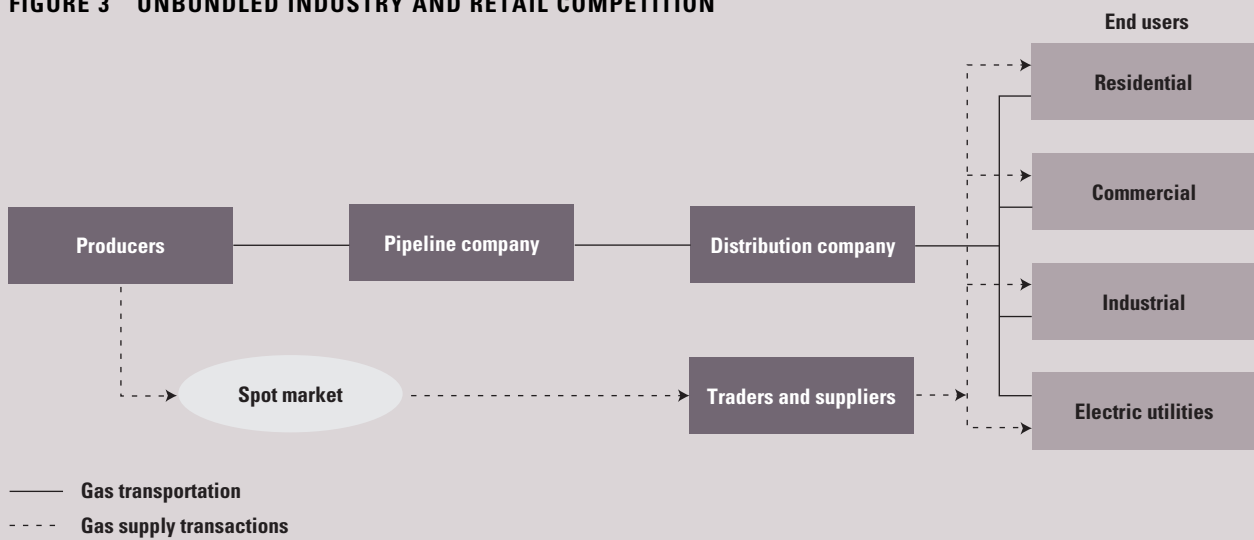 FIGURE 3 UNBUNDLED INDUSTRY AND RETAIL COMPETITION
End users
Residential
Commercial
Producers
Pipeline company
Distribution company
Industrial
Spot market
Traders and suppliers
Electric utilities
Gas transportation
Gas supply transactions